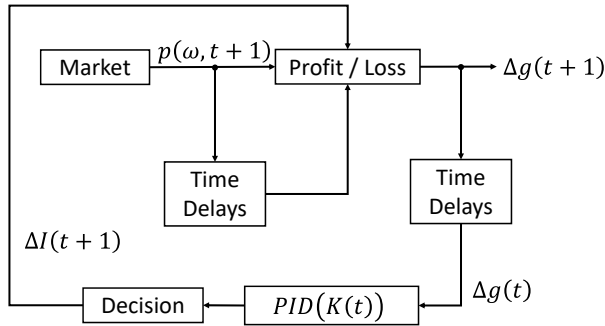 Market
p(ω, t + 1)
Profit / Loss
Δg(t + 1)
Time
Delays
Time
Delays
ΔI(t + 1)
Δg(t)
Decision
PID(K(t))